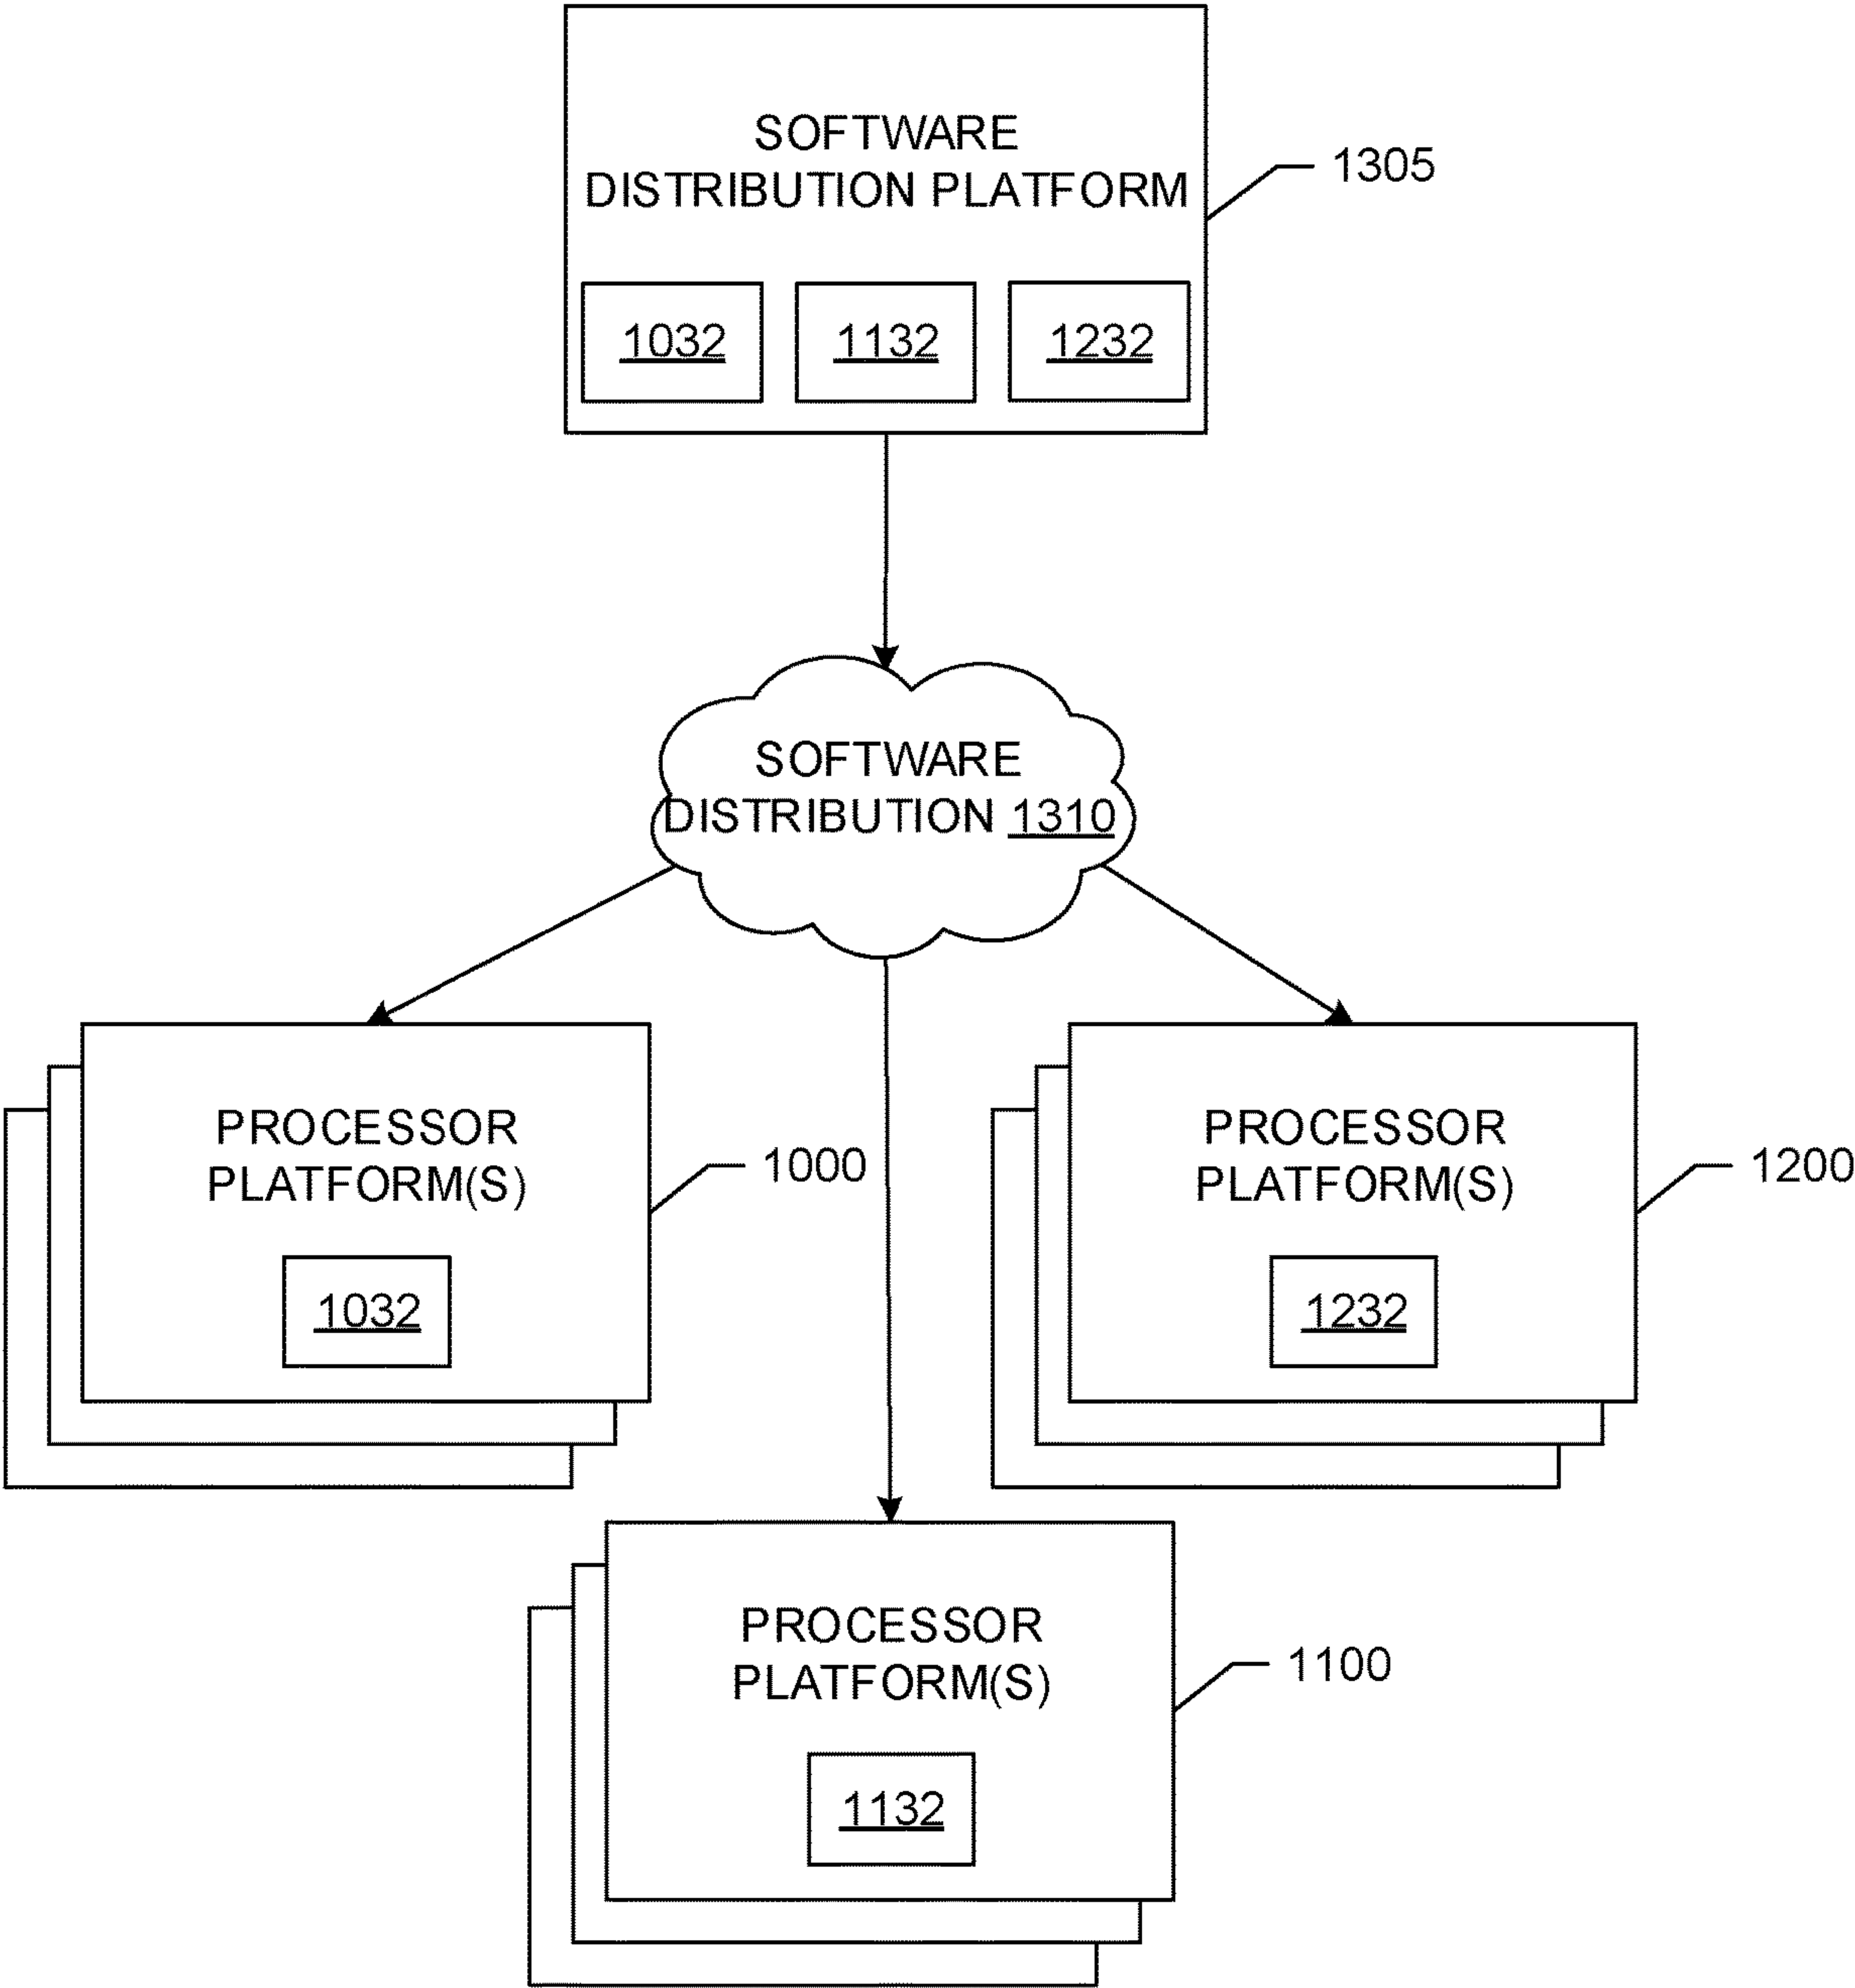 SOFTWARE
DISTRIBUTION PLATFORM
1305
1032 1132 1232
SOFTWARE
DISTRIBUTION 1310
PROCESSOR
PLATFORM(S)
1000
1032
PROCESSOR
PLATFORM(S)
1200
1232
PROCESSOR
PLATFORM(S)
1100
1132